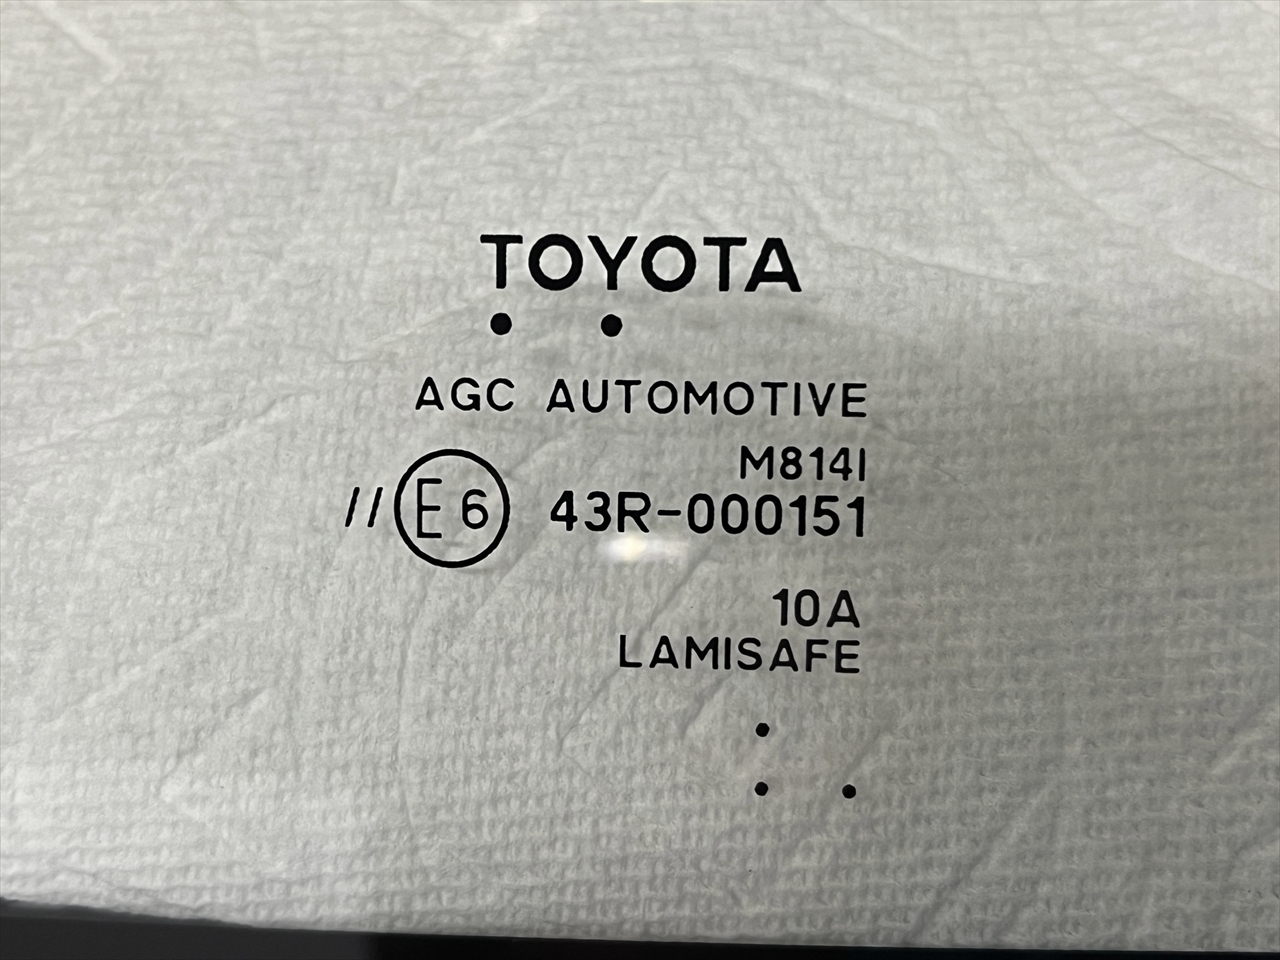 TOYOTA
AGC AUTOMOTIVE
M814I
// E6 43R-000151
10A
LAMISAFE